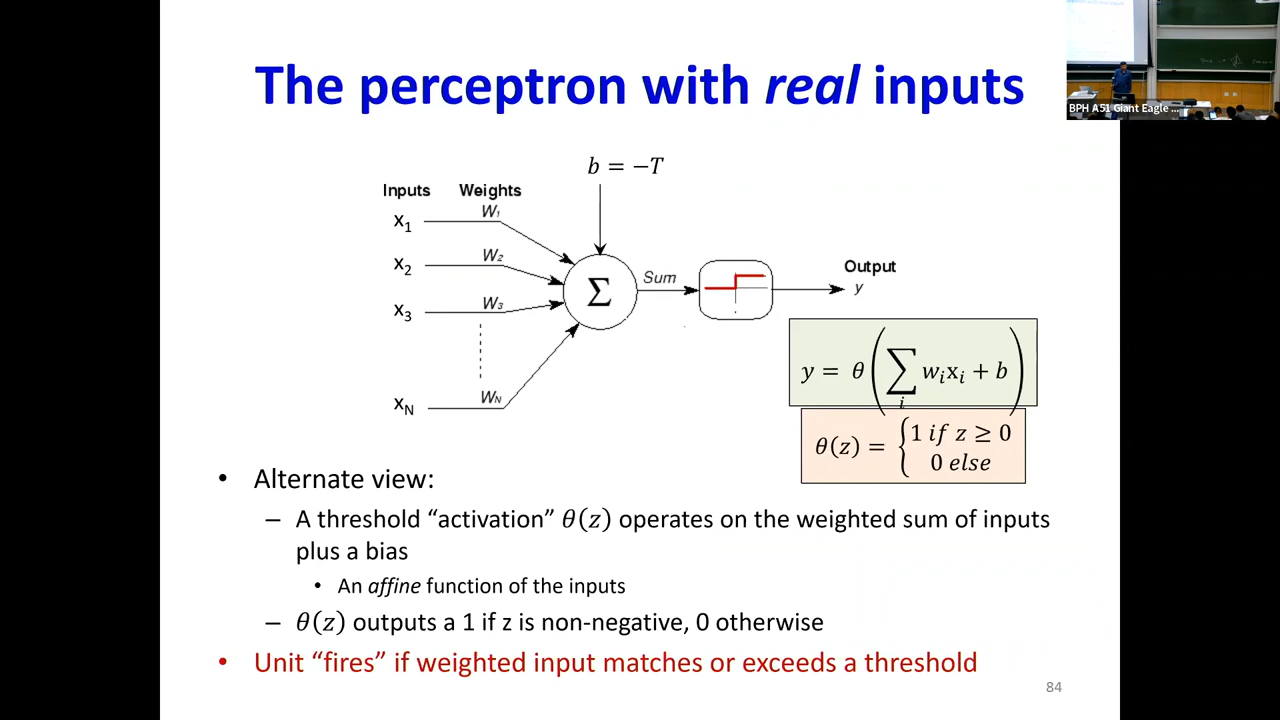 The perceptron with real inputs
BPH A51 Giant Eagle ...
b = −T
Inputs Weights
x₁ W₁
x₂ W₂
x₃ W₃
x_N W_N
Σ
Sum
Output
y
y = θ(∑ᵢ wᵢxᵢ + b)
θ(z) = {1 if z ≥ 0
0 else
• Alternate view:
– A threshold “activation” θ(z) operates on the weighted sum of inputs
plus a bias
• An affine function of the inputs
– θ(z) outputs a 1 if z is non-negative, 0 otherwise
• Unit “fires” if weighted input matches or exceeds a threshold
84